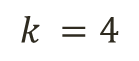 k = 4